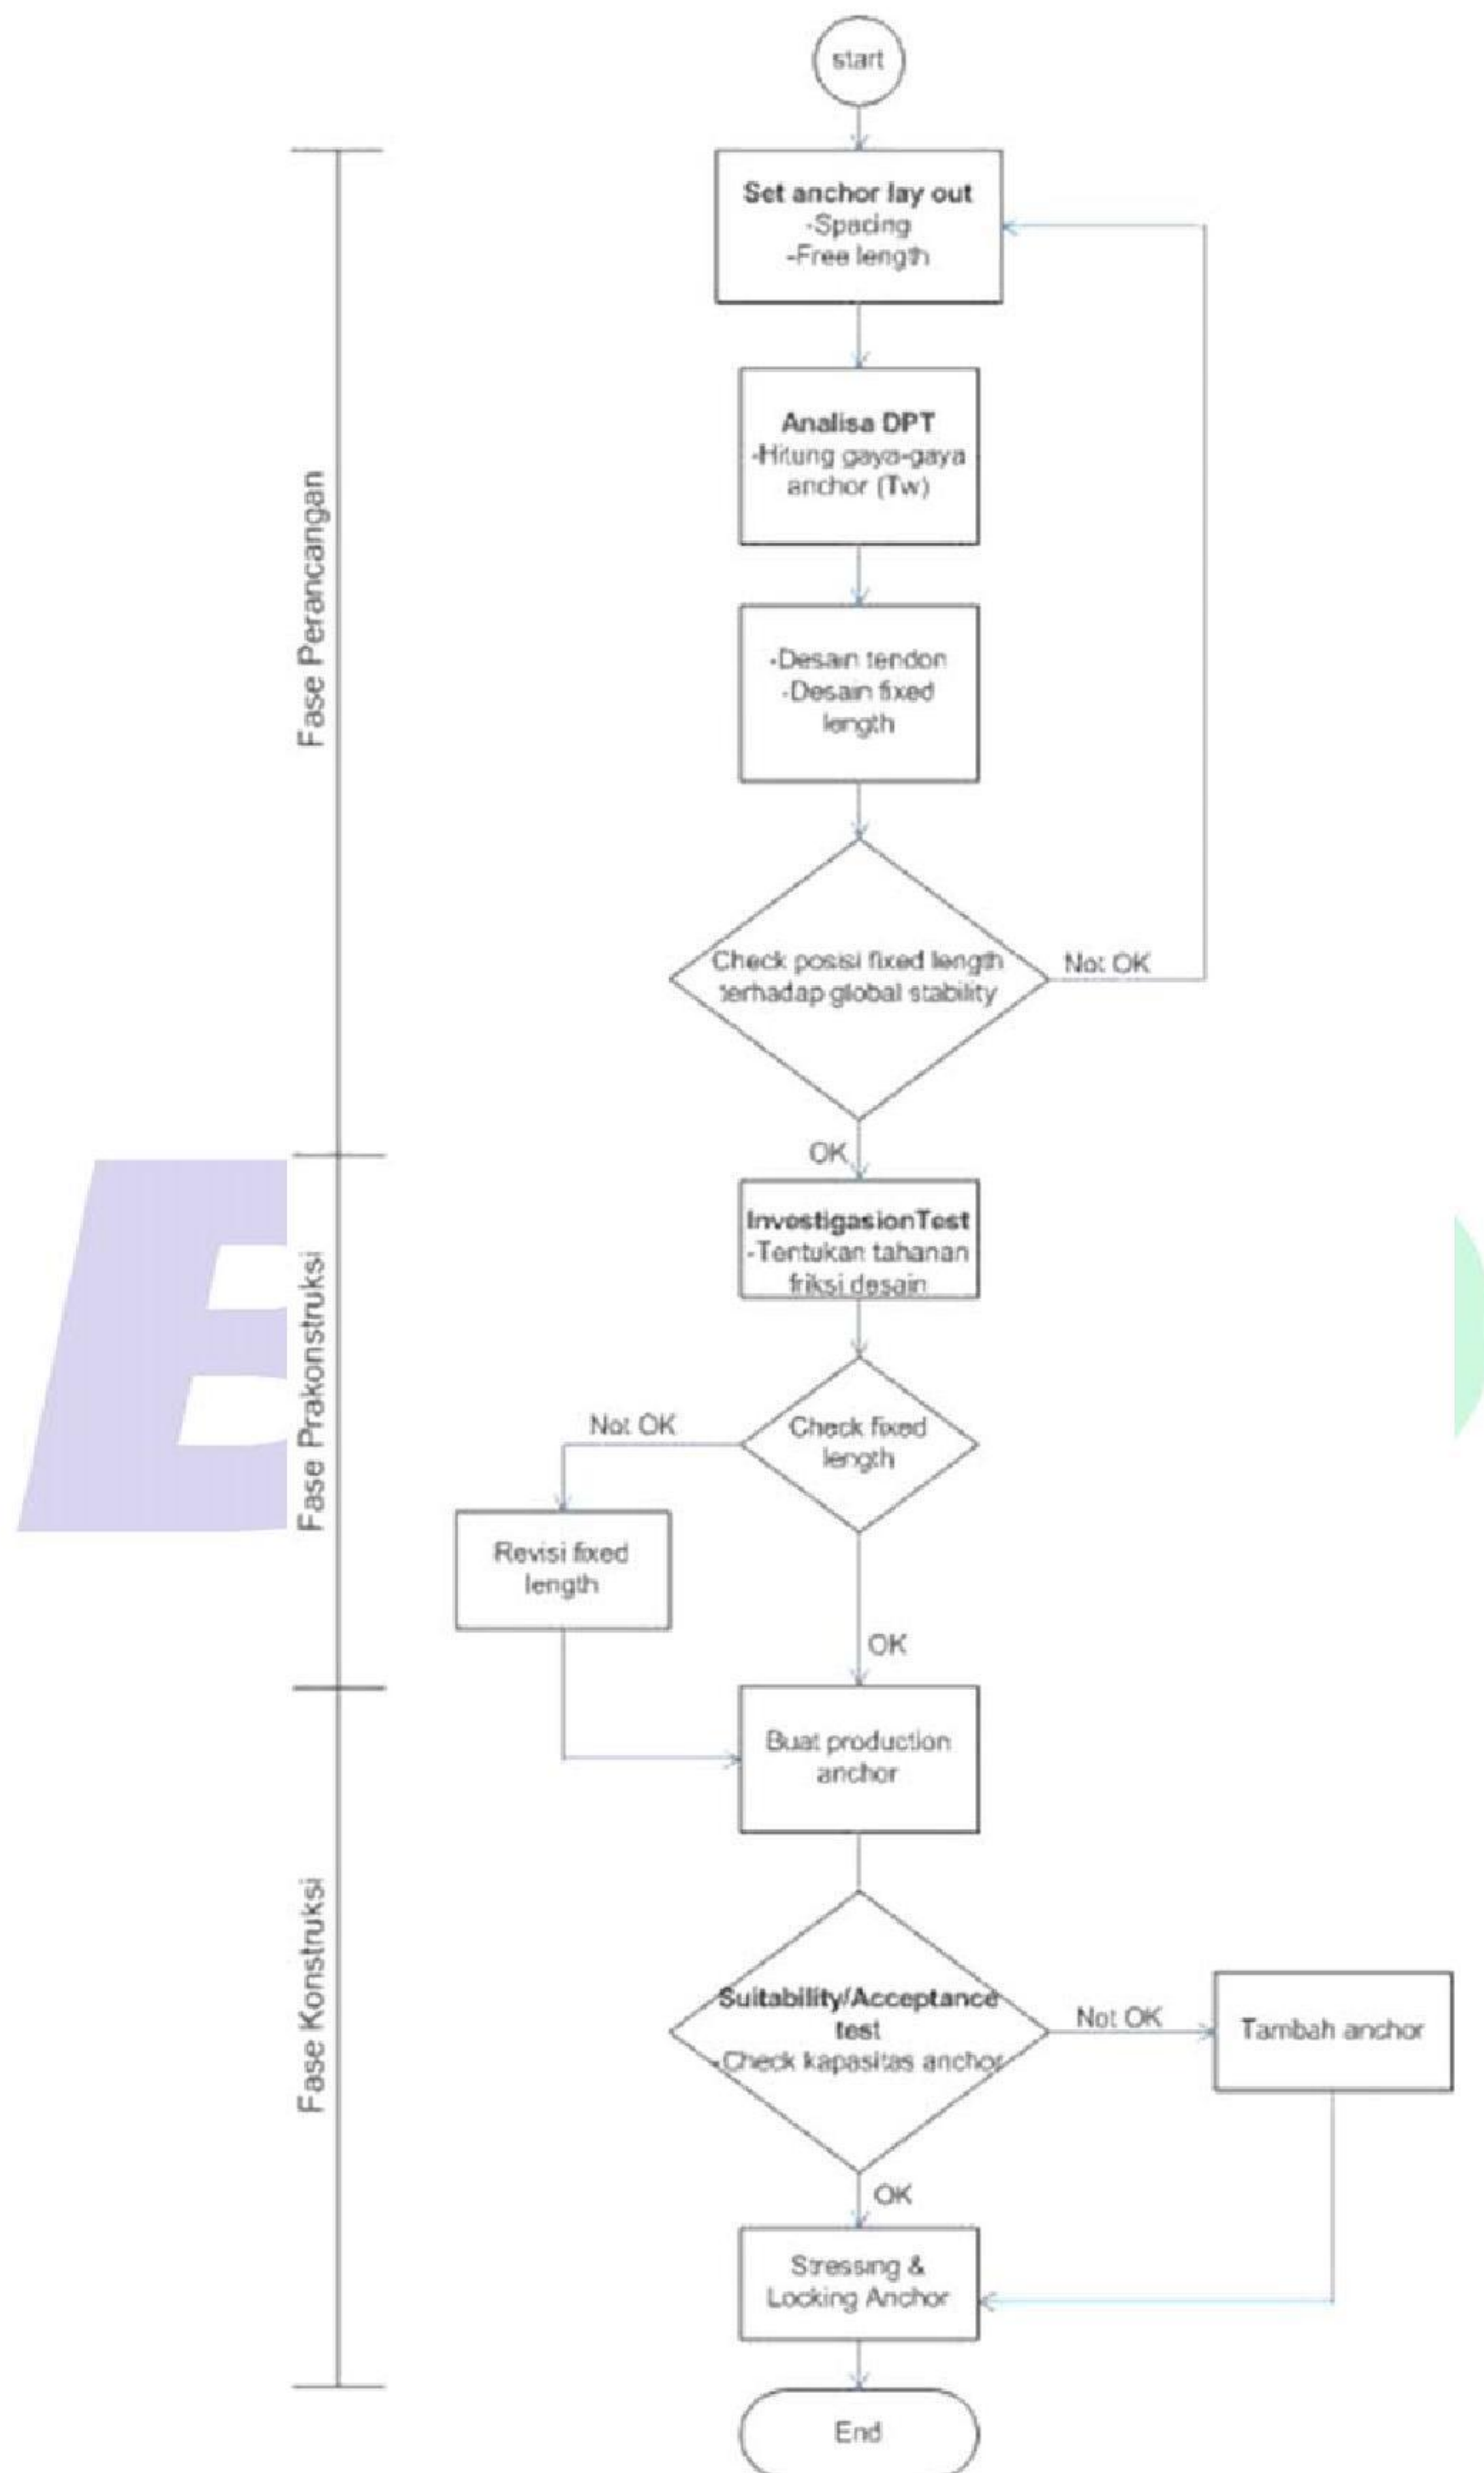 start
Set anchor lay out
-Spacing
-Free length
Analisa DPT
-Hitung gaya-gaya
anchor (Tw)
Fase Perancangan
-Desain tendon
-Desain fixed
length
Check posisi fixed length
terhadap global stability
Not OK
OK
InvestigasionTest
-Tentukan tahanan
friksi desain
Fase Prakonstruksi
Check fixed
length
Not OK
Revisi fixed
length
OK
Buat production
anchor
Fase Konstruksi
Suitability/Acceptance
test
-Check kapasitas anchor
Not OK
Tambah anchor
OK
Stressing &
Locking Anchor
End